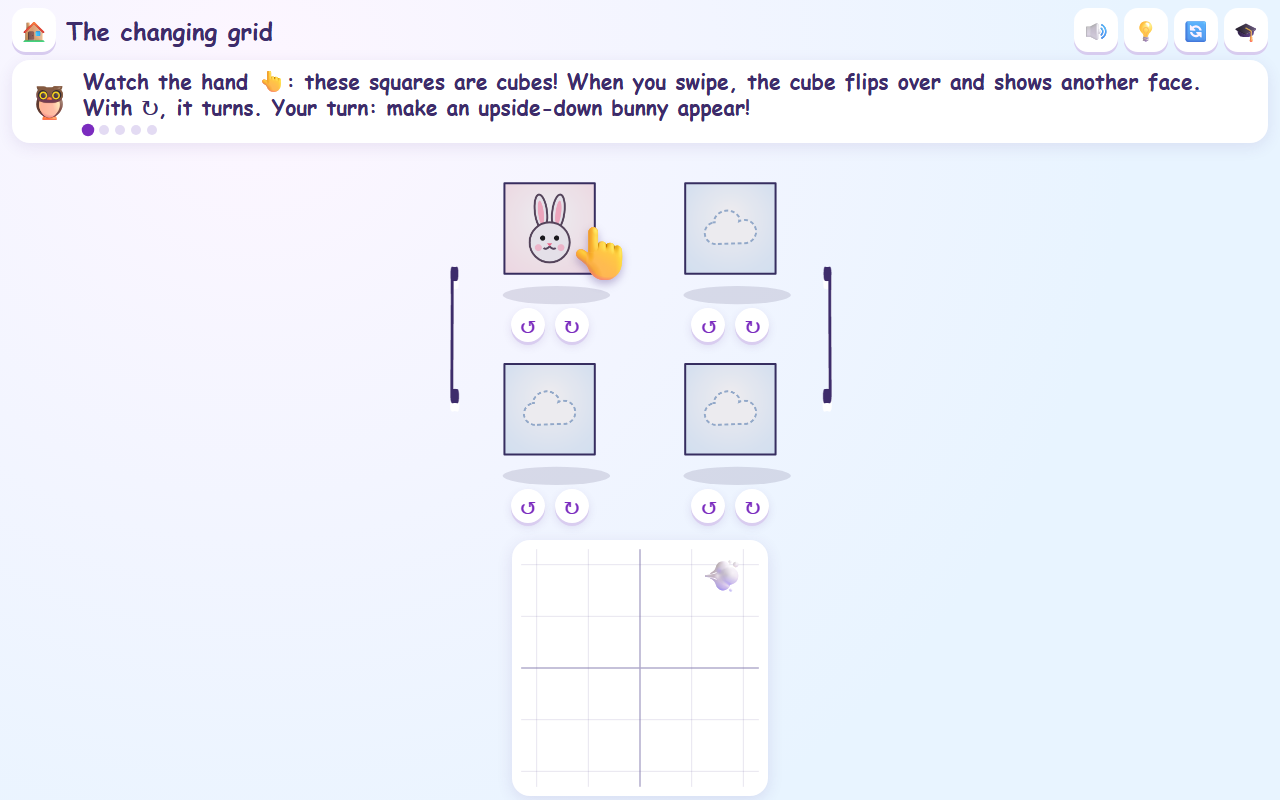 The changing grid
Watch the hand 👆: these squares are cubes! When you swipe, the cube flips over and shows another face.
With ↻, it turns. Your turn: make an upside-down bunny appear!
↺ ↻ ↺ ↻
↺ ↻ ↺ ↻